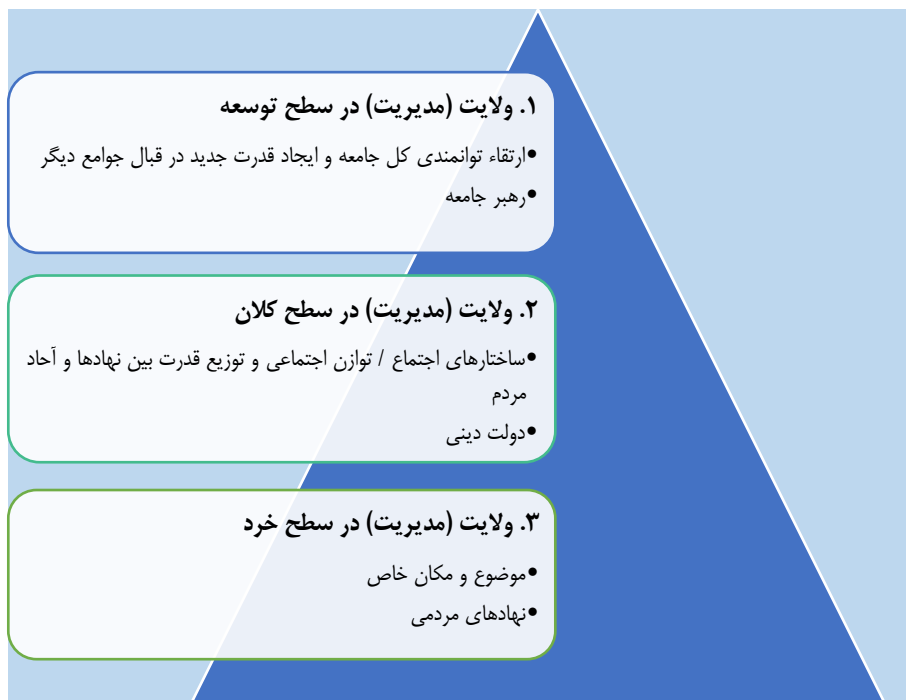 ۱. ولایت (مدیریت) در سطح توسعه
•ارتقاء توانمندی کل جامعه و ایجاد قدرت جدید در قبال جوامع دیگر
•رهبر جامعه
۲. ولایت (مدیریت) در سطح کلان
•ساختارهای اجتماع / توازن اجتماعی و توزیع قدرت بین نهادها و آحاد
مردم
•دولت دینی
۳. ولایت (مدیریت) در سطح خرد
•موضوع و مکان خاص
•نهادهای مردمی